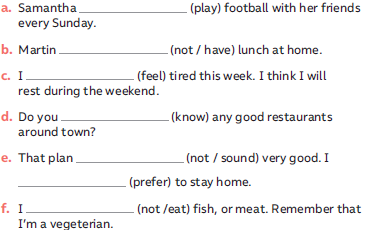 a. Samantha ________________ (play) football with her friends
every Sunday.
b. Martin ________________ (not / have) lunch at home.
c. I ________________ (feel) tired this week. I think I will
rest during the weekend.
d. Do you ________________ (know) any good restaurants
around town?
e. That plan ________________ (not / sound) very good. I
________________ (prefer) to stay home.
f. I ________________ (not /eat) fish, or meat. Remember that
I'm a vegeterian.